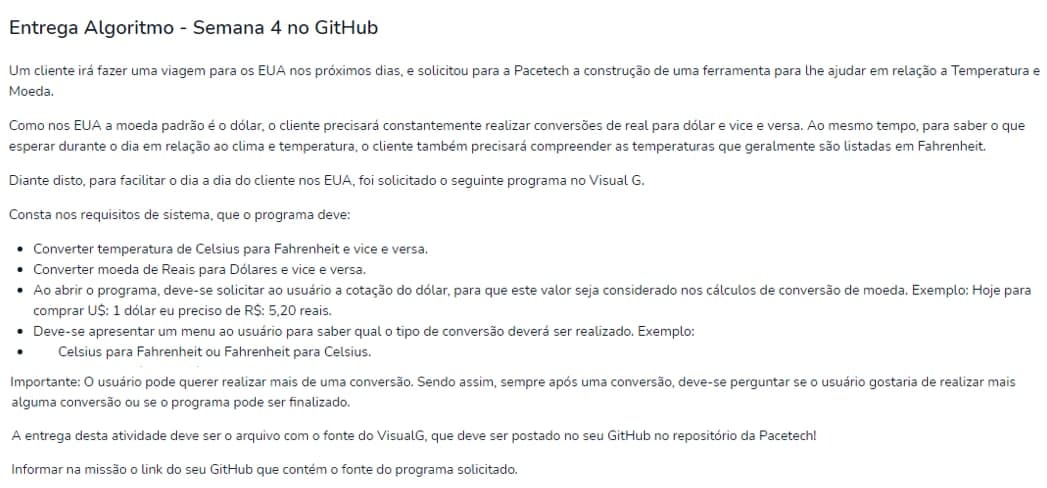 Entrega Algoritmo - Semana 4 no GitHub
Um cliente irá fazer uma viagem para os EUA nos próximos dias, e solicitou para a Pacetech a construção de uma ferramenta para lhe ajudar em relação a Temperatura e
Moeda.
Como nos EUA a moeda padrão é o dólar, o cliente precisará constantemente realizar conversões de real para dólar e vice e versa. Ao mesmo tempo, para saber o que
esperar durante o dia em relação ao clima e temperatura, o cliente também precisará compreender as temperaturas que geralmente são listadas em Fahrenheit.
Diante disto, para facilitar o dia a dia do cliente nos EUA, foi solicitado o seguinte programa no Visual G.
Consta nos requisitos de sistema, que o programa deve:
• Converter temperatura de Celsius para Fahrenheit e vice e versa.
• Converter moeda de Reais para Dólares e vice e versa.
• Ao abrir o programa, deve-se solicitar ao usuário a cotação do dólar, para que este valor seja considerado nos cálculos de conversão de moeda. Exemplo: Hoje para
comprar U$: 1 dólar eu preciso de R$: 5,20 reais.
• Deve-se apresentar um menu ao usuário para saber qual o tipo de conversão deverá ser realizado. Exemplo:
• Celsius para Fahrenheit ou Fahrenheit para Celsius.
Importante: O usuário pode querer realizar mais de uma conversão. Sendo assim, sempre após uma conversão, deve-se perguntar se o usuário gostaria de realizar mais
alguma conversão ou se o programa pode ser finalizado.
A entrega desta atividade deve ser o arquivo com o fonte do VisualG, que deve ser postado no seu GitHub no repositório da Pacetech!
Informar na missão o link do seu GitHub que contém o fonte do programa solicitado.